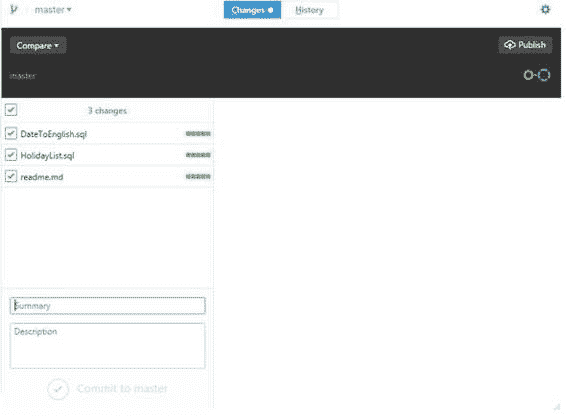 master
Changes
History
Compare
Publish
master
3 changes
DateToEnglish.sql
HolidayList.sql
readme.md
Summary
Description
Commit to master